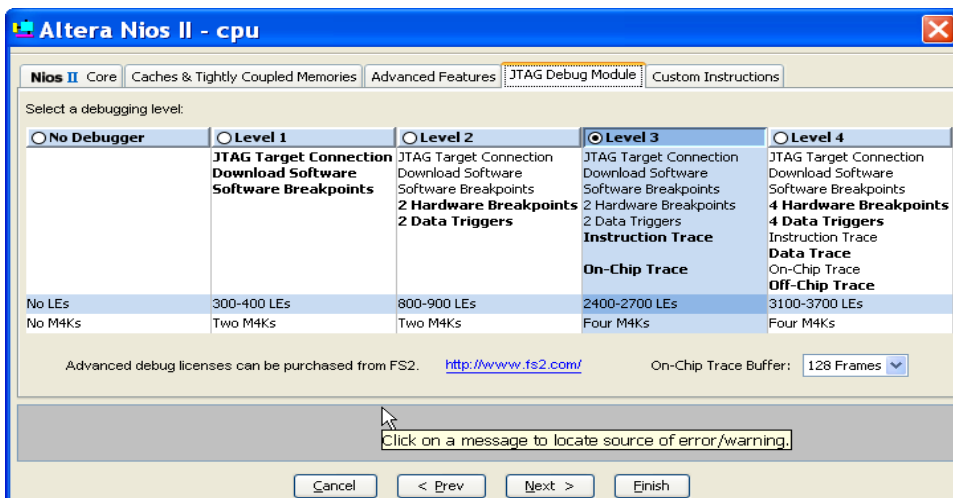 Altera Nios II - cpu
Nios II Core Caches & Tightly Coupled Memories Advanced Features JTAG Debug Module Custom Instructions
Select a debugging level:
No Debugger Level 1 Level 2 Level 3 Level 4
JTAG Target Connection JTAG Target Connection JTAG Target Connection JTAG Target Connection
Download Software Download Software Download Software Download Software
Software Breakpoints Software Breakpoints Software Breakpoints Software Breakpoints
2 Hardware Breakpoints 2 Hardware Breakpoints 4 Hardware Breakpoints
2 Data Triggers 2 Data Triggers 4 Data Triggers
Instruction Trace Instruction Trace
Data Trace
On-Chip Trace On-Chip Trace
Off-Chip Trace
No LEs 300-400 LEs 800-900 LEs 2400-2700 LEs 3100-3700 LEs
No M4Ks Two M4Ks Two M4Ks Four M4Ks Four M4Ks
Advanced debug licenses can be purchased from FS2. http://www.fs2.com/ On-Chip Trace Buffer: 128 Frames
Click on a message to locate source of error/warning.
Cancel < Prev Next > Finish